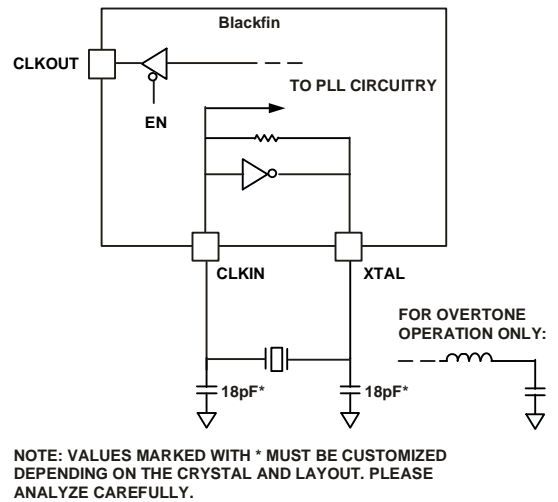 Blackfin
CLKOUT
TO PLL CIRCUITRY
EN
CLKIN
XTAL
FOR OVERTONE
OPERATION ONLY:
18pF*
18pF*
NOTE: VALUES MARKED WITH * MUST BE CUSTOMIZED
DEPENDING ON THE CRYSTAL AND LAYOUT. PLEASE
ANALYZE CAREFULLY.